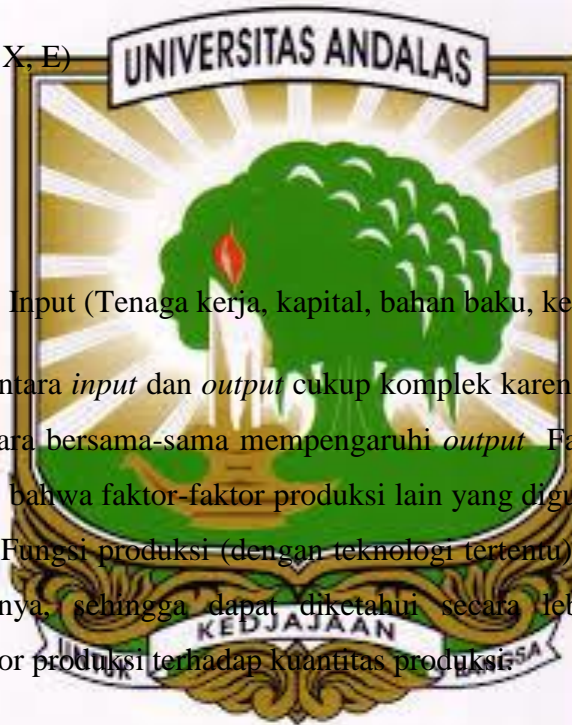 X, E)
UNIVERSITAS ANDALAS
Input (Tenaga kerja, kapital, bahan baku, ke
ntara input dan output cukup komplek karen
ara bersama-sama mempengaruhi output Fa
bahwa faktor-faktor produksi lain yang digu
Fungsi produksi (dengan teknologi tertentu)
nya, sehingga dapat diketahui secara leb
KEDJAJAAN
or produksi terhadap kuantitas produksi.
UNTUK BANGSA